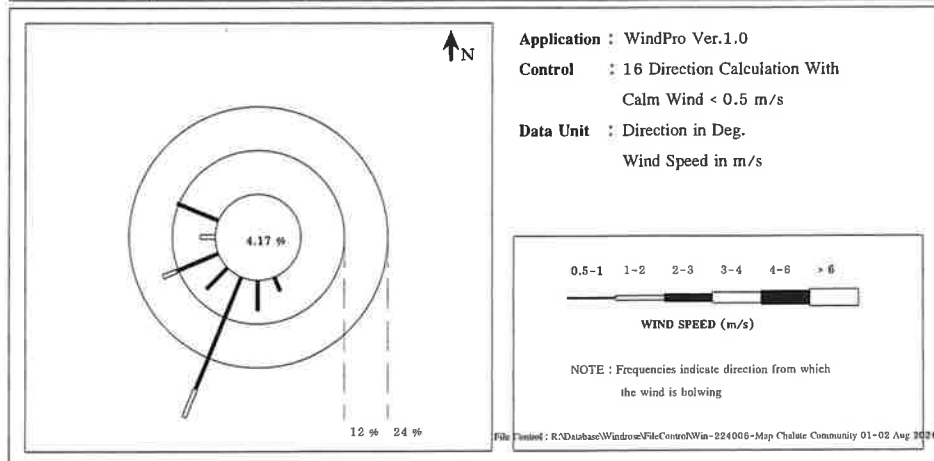 N
Application : WindPro Ver.1.0
Control : 16 Direction Calculation With
Calm Wind < 0.5 m/s
Data Unit : Direction in Deg.
Wind Speed in m/s
4.17 %
12 % 24 %
0.5-1 1-2 2-3 3-4 4-6 > 6
WIND SPEED (m/s)
NOTE : Frequencies indicate direction from which
the wind is bolwing
File Control : R:\Database\Windrose\FileControl\Win-224006-Map Chalute Community 01-02 Aug 2024